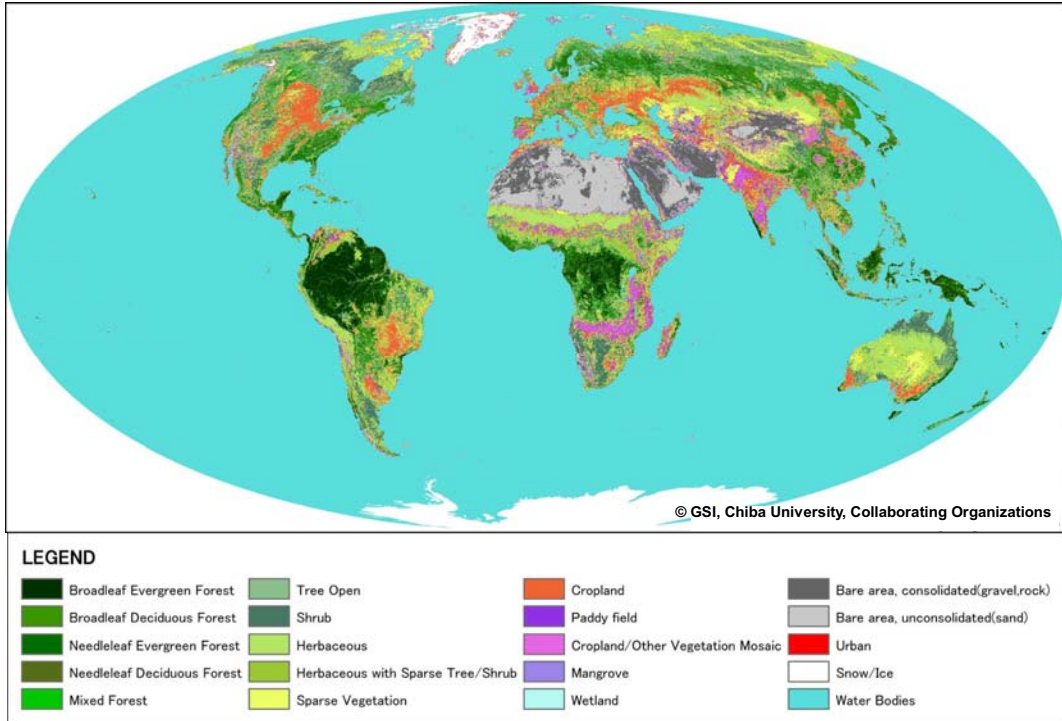 © GSI, Chiba University, Collaborating Organizations
LEGEND
Broadleaf Evergreen Forest
Broadleaf Deciduous Forest
Needleleaf Evergreen Forest
Needleleaf Deciduous Forest
Mixed Forest
Tree Open
Shrub
Herbaceous
Herbaceous with Sparse Tree/Shrub
Sparse Vegetation
Cropland
Paddy field
Cropland/Other Vegetation Mosaic
Mangrove
Wetland
Bare area, consolidated(gravel,rock)
Bare area, unconsolidated(sand)
Urban
Snow/Ice
Water Bodies